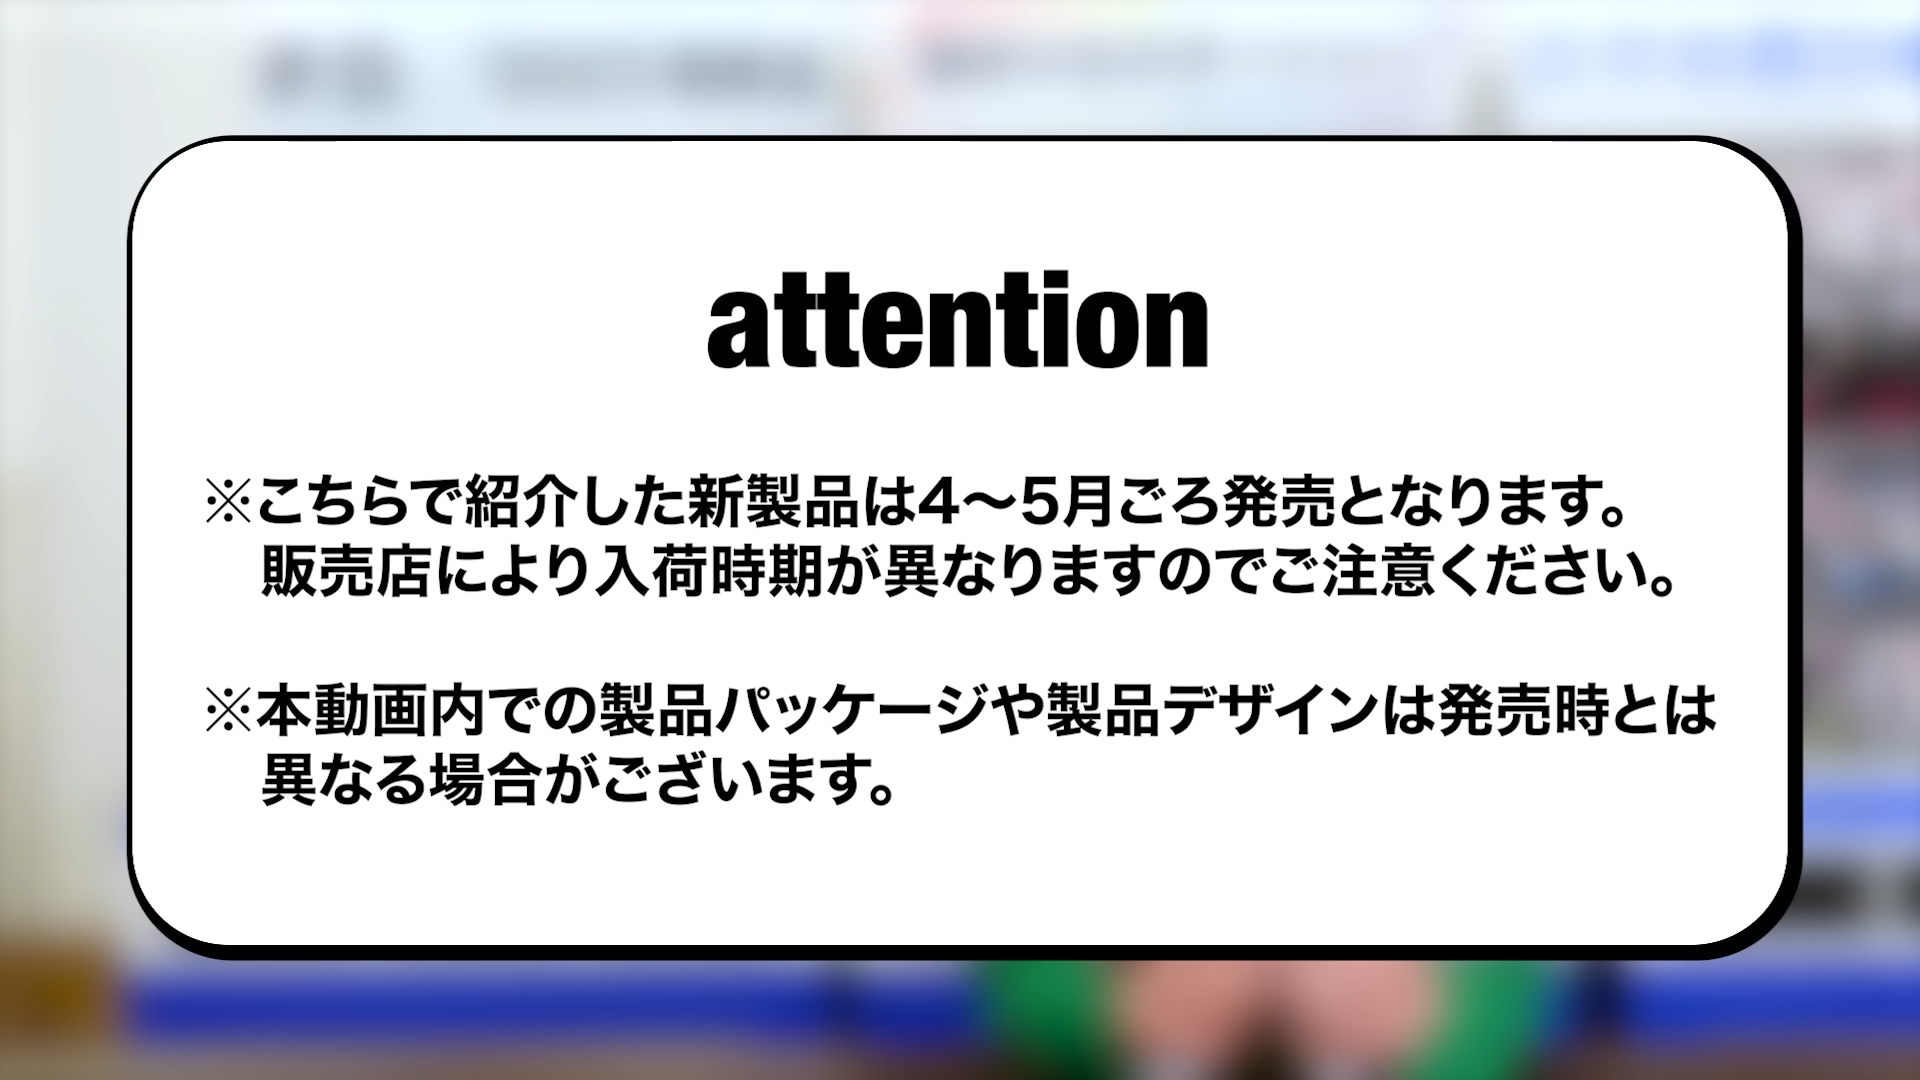 attention
※こちらで紹介した新製品は4〜5月ごろ発売となります。
販売店により入荷時期が異なりますのでご注意ください。
※本動画内での製品パッケージや製品デザインは発売時とは
異なる場合がございます。